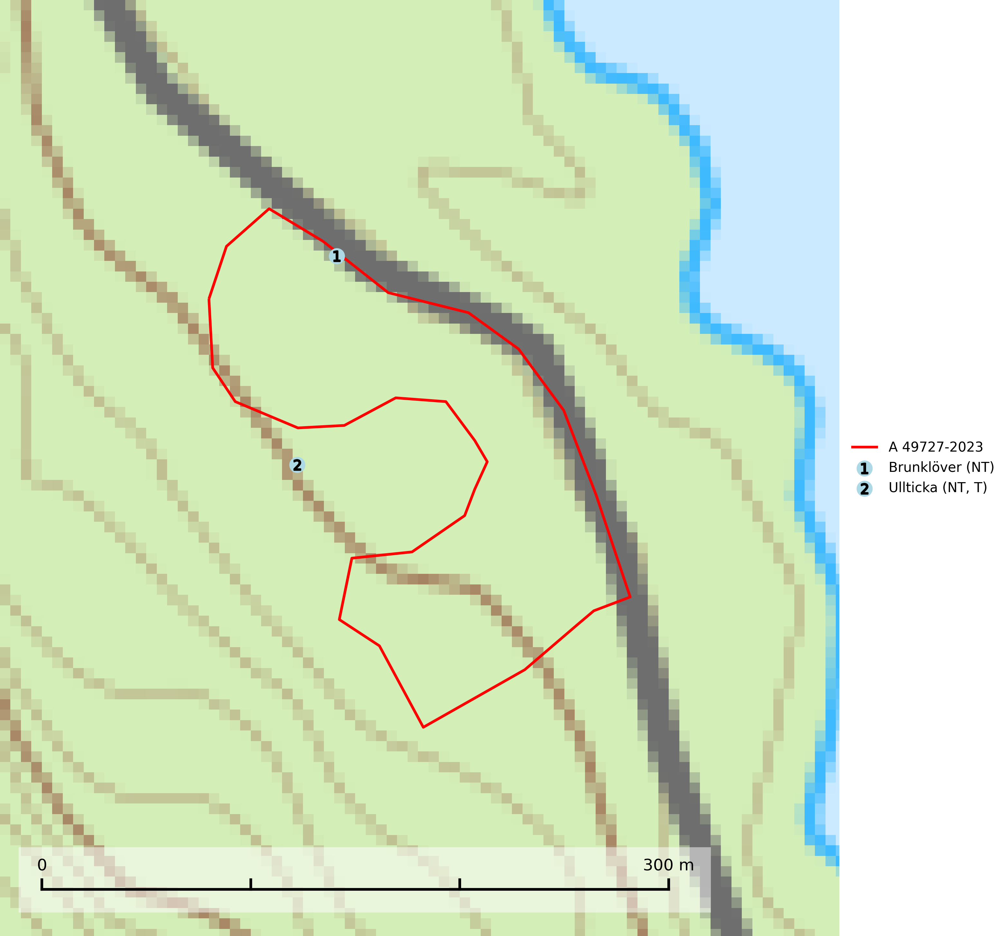 1
2
A 49727-2023
1 Brunklöver (NT)
2 Ullticka (NT, T)
0 300 m